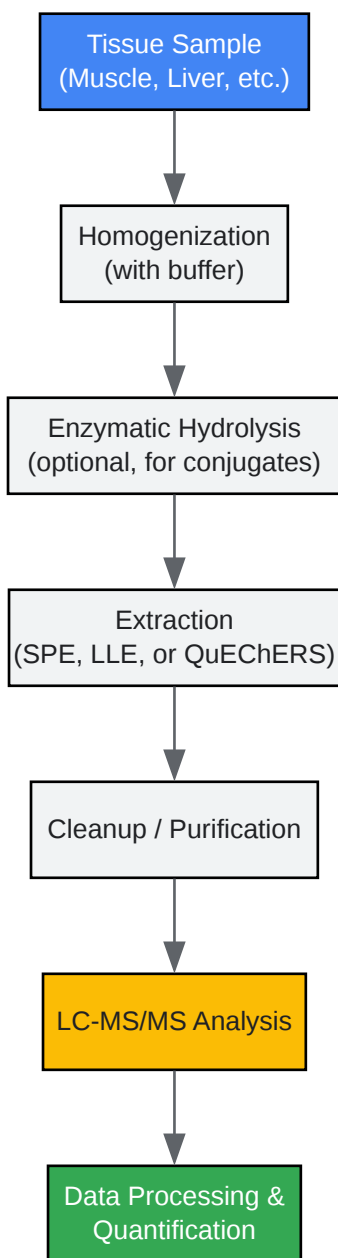 Tissue Sample
(Muscle, Liver, etc.)
Homogenization
(with buffer)
Enzymatic Hydrolysis
(optional, for conjugates)
Extraction
(SPE, LLE, or QuEChERS)
Cleanup / Purification
LC-MS/MS Analysis
Data Processing &
Quantification